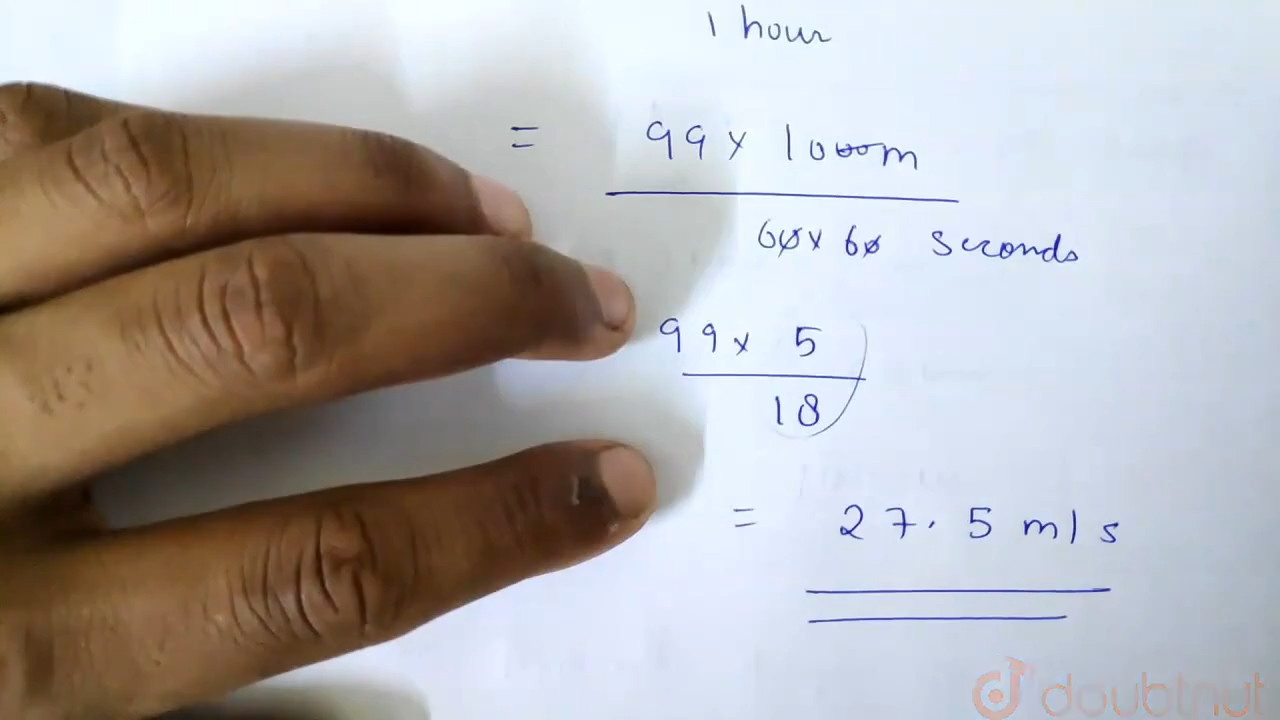 1 hour
= 99 x 1000m
60 x 60 seconds
99 x 5
18
= 27.5 m/s
doubtnut